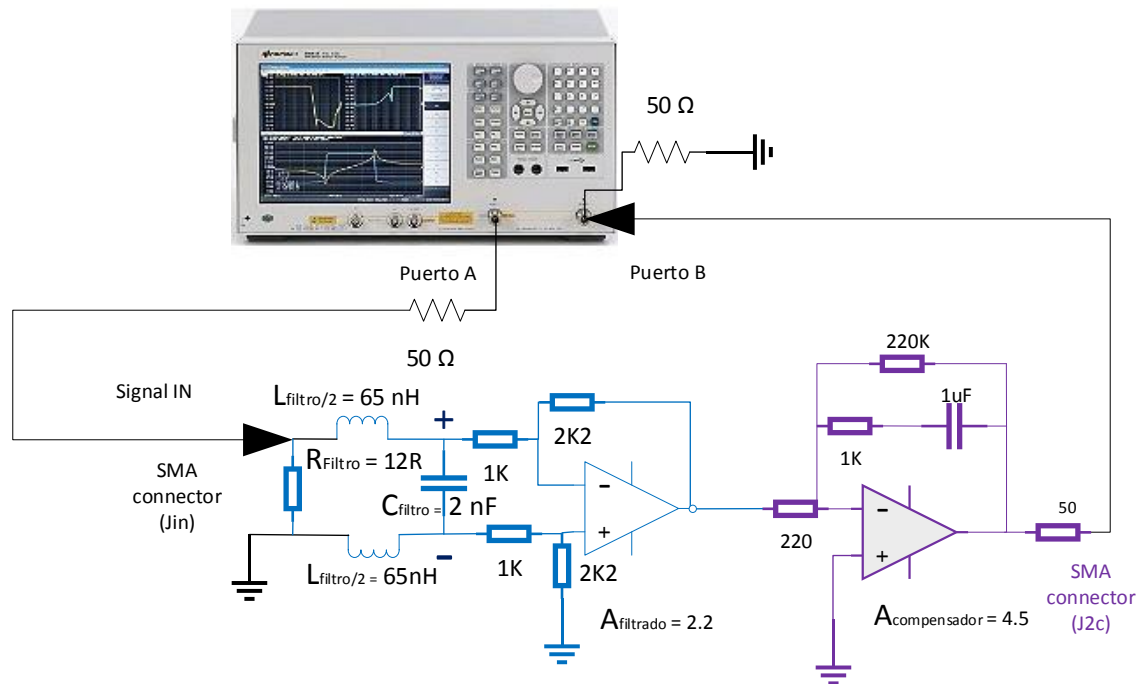 50 Ω
Puerto A
Puerto B
50 Ω
Signal IN
Lfiltro/2 = 65 nH
SMA
connector
(Jin)
RFiltro = 12R
+
1K
2K2
Cfiltro = 2 nF
−
+
-
1K
2K2
Lfiltro/2 = 65nH
Afiltrado = 2.2
220K
1uF
1K
220
−
+
50
SMA
connector
(J2c)
Acompensador = 4.5